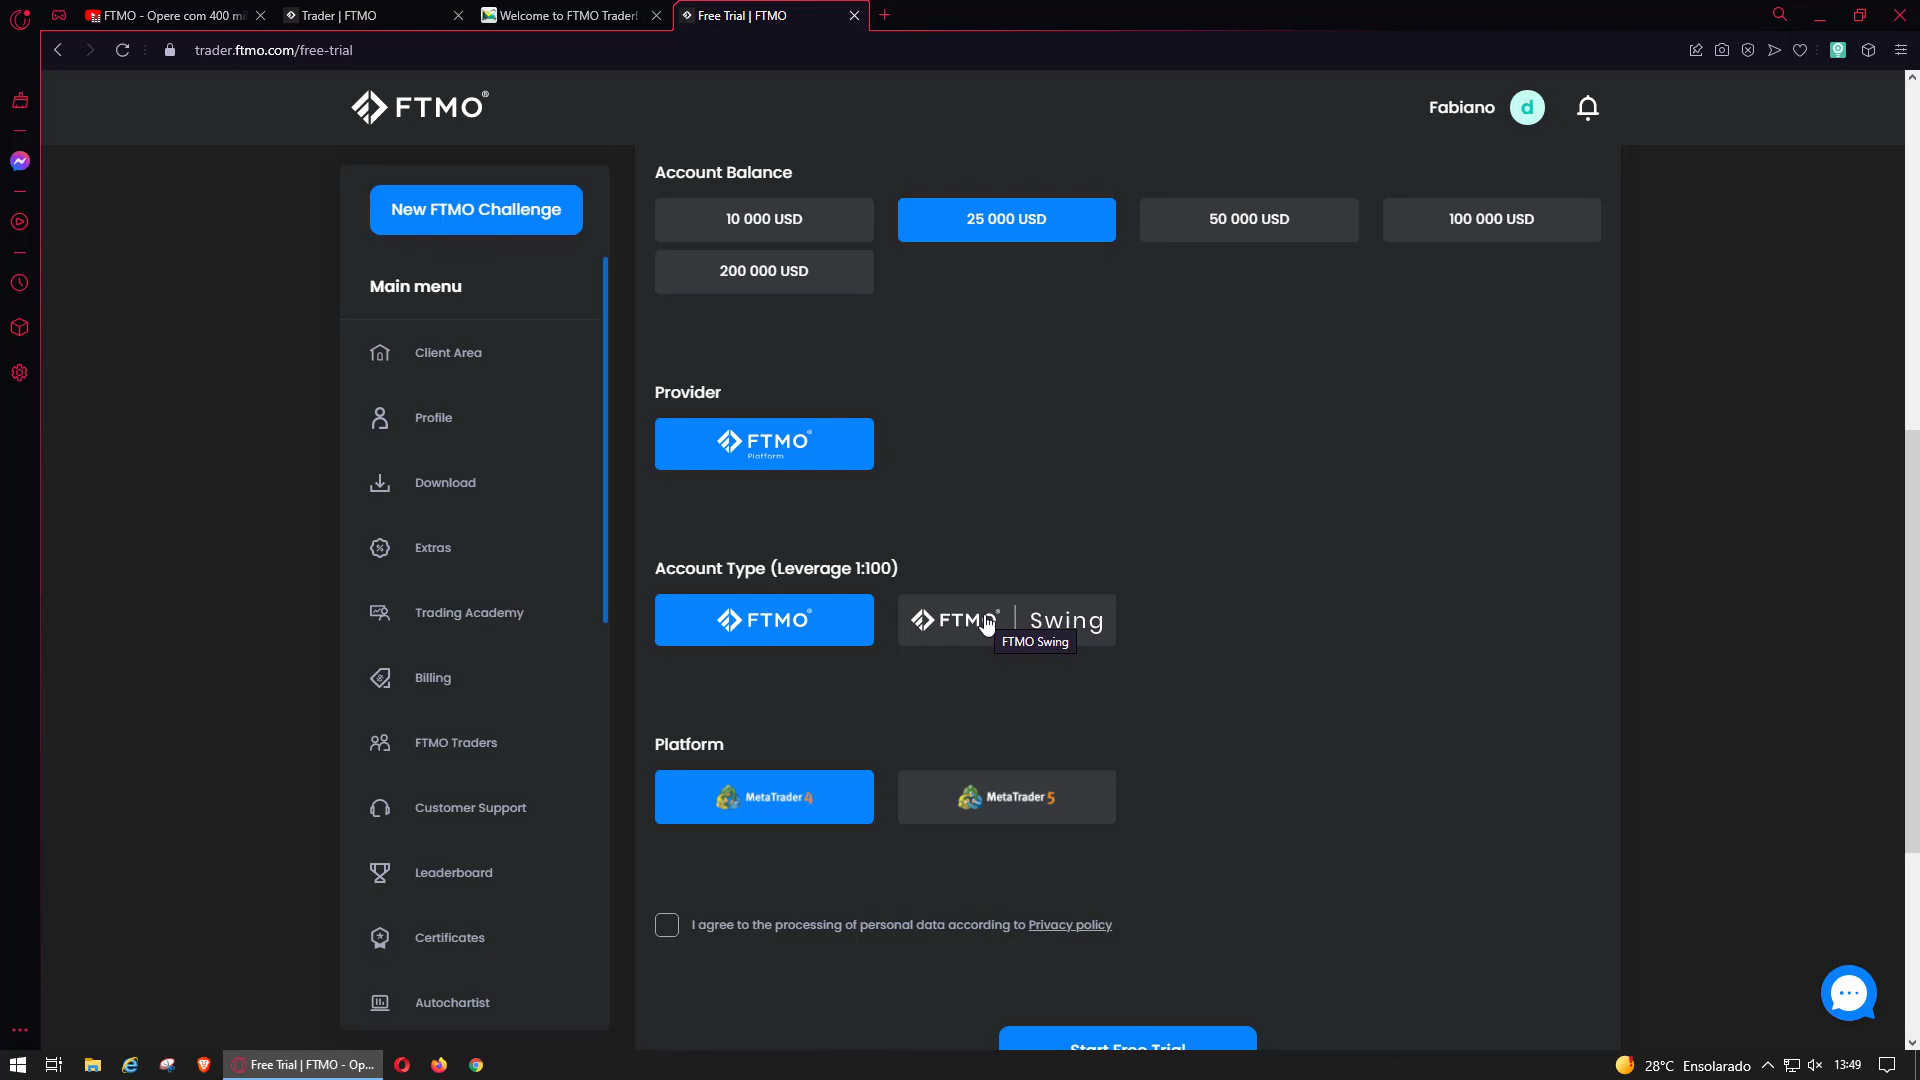 FTMO - Opere com 400 mi
Trader | FTMO
Welcome to FTMO Trader!
Free Trial | FTMO
trader.ftmo.com/free-trial
FTMO®
Fabiano
d
New FTMO Challenge
Main menu
Client Area
Profile
Download
Extras
Trading Academy
Billing
FTMO Traders
Customer Support
Leaderboard
Certificates
Autochartist
Account Balance
10 000 USD
25 000 USD
50 000 USD
100 000 USD
200 000 USD
Provider
FTMO®
Platform
Account Type (Leverage 1:100)
FTMO®
FTMO® | Swing
FTMO Swing
Platform
MetaTrader 4
MetaTrader 5
I agree to the processing of personal data according to Privacy policy
Start Free Trial
Free Trial | FTMO - Op...
28°C Ensolarado
13:49